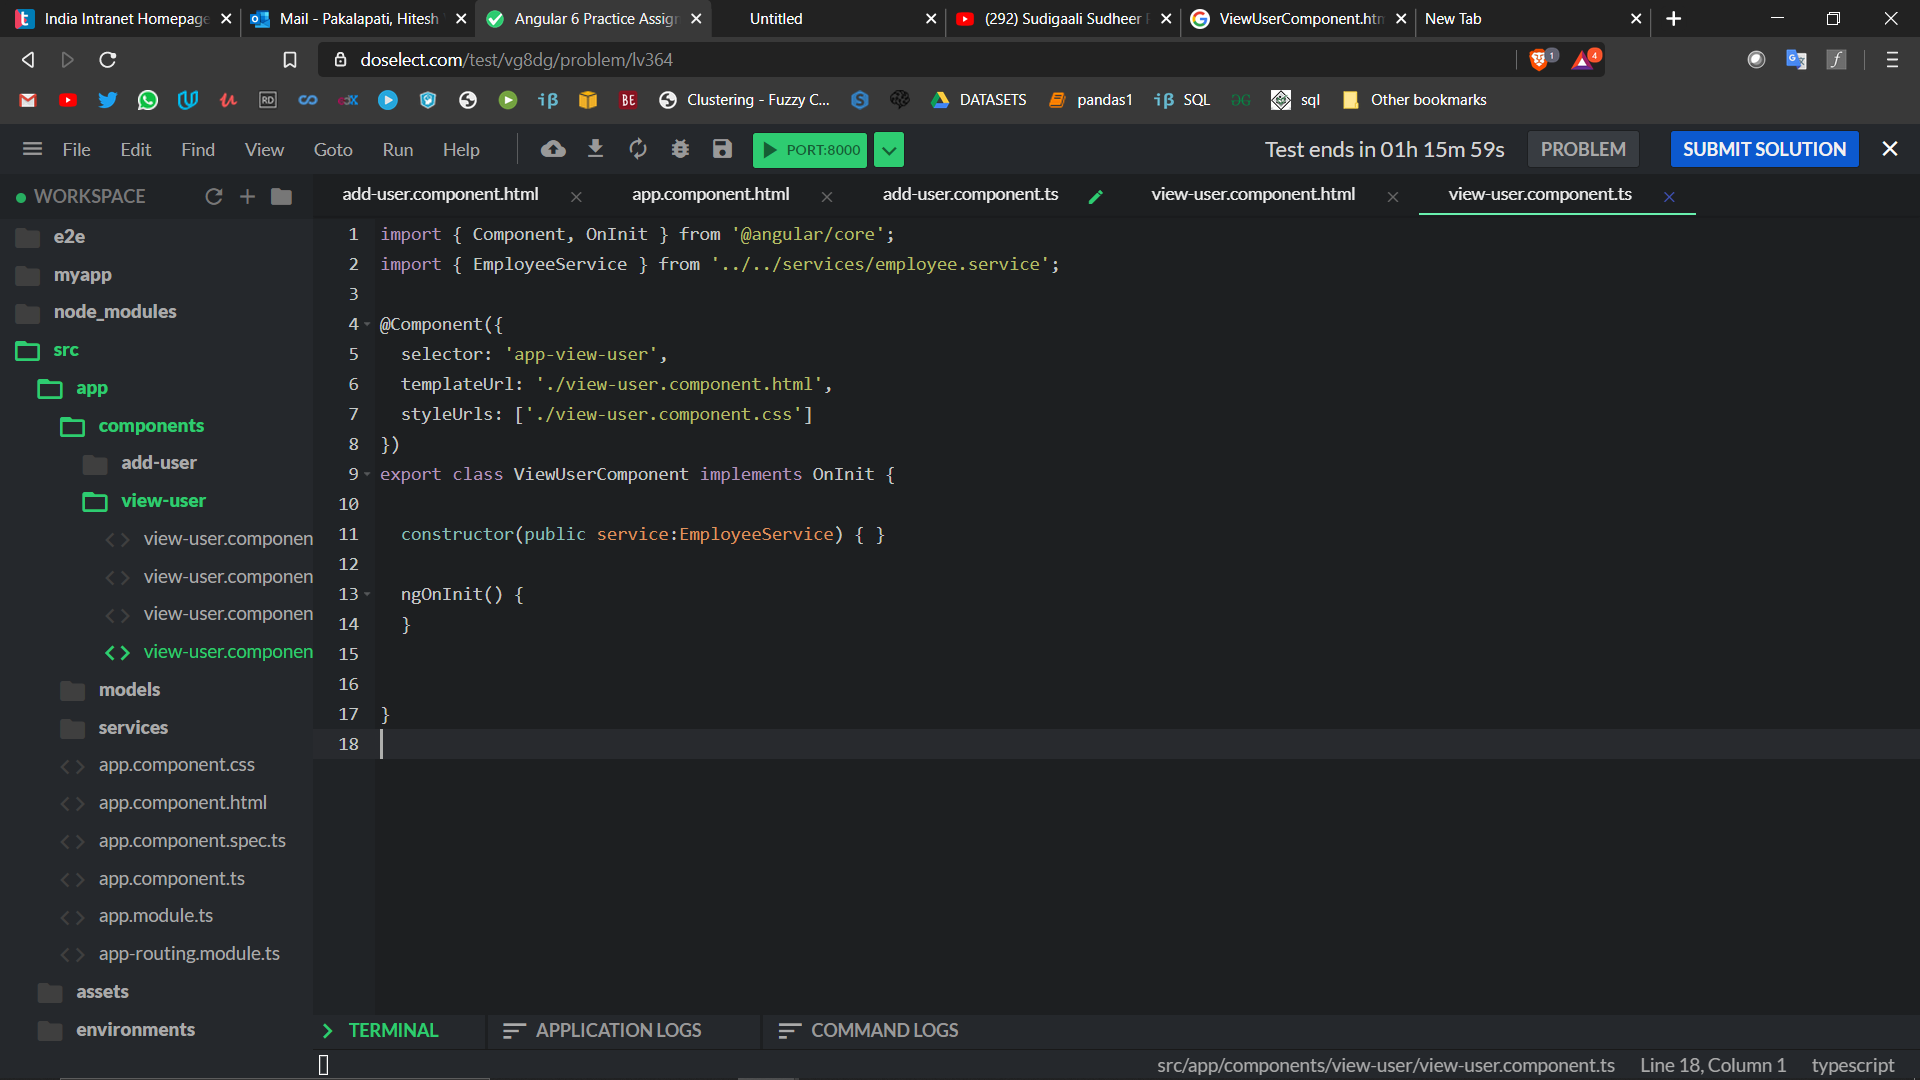 India Intranet Homepage
Mail - Pakalapati, Hitesh
Angular 6 Practice Assign
Untitled
(292) Sudigaali Sudheer
ViewUserComponent.htm
New Tab
doselect.com/test/vg8dg/problem/lv364
1
4
RD
BE
Clustering - Fuzzy C...
DATASETS
pandas1
SQL
sql
Other bookmarks
File
Edit
Find
View
Goto
Run
Help
PORT:8000
Test ends in 01h 15m 59s
PROBLEM
SUBMIT SOLUTION
WORKSPACE
add-user.component.html
app.component.html
add-user.component.ts
view-user.component.html
view-user.component.ts
e2e
myapp
node_modules
src
app
components
add-user
view-user
view-user.componen
view-user.componen
view-user.componen
view-user.componen
models
services
app.component.css
app.component.html
app.component.spec.ts
app.component.ts
app.module.ts
app-routing.module.ts
assets
environments
1 import { Component, OnInit } from '@angular/core';
2 import { EmployeeService } from '../../services/employee.service';
3
4 @Component({
5 selector: 'app-view-user',
6 templateUrl: './view-user.component.html',
7 styleUrls: ['./view-user.component.css']
8 })
9 export class ViewUserComponent implements OnInit {
10
11 constructor(public service:EmployeeService) { }
12
13 ngOnInit() {
14 }
15
16
17 }
18
TERMINAL
APPLICATION LOGS
COMMAND LOGS
src/app/components/view-user/view-user.component.ts
Line 18, Column 1
typescript